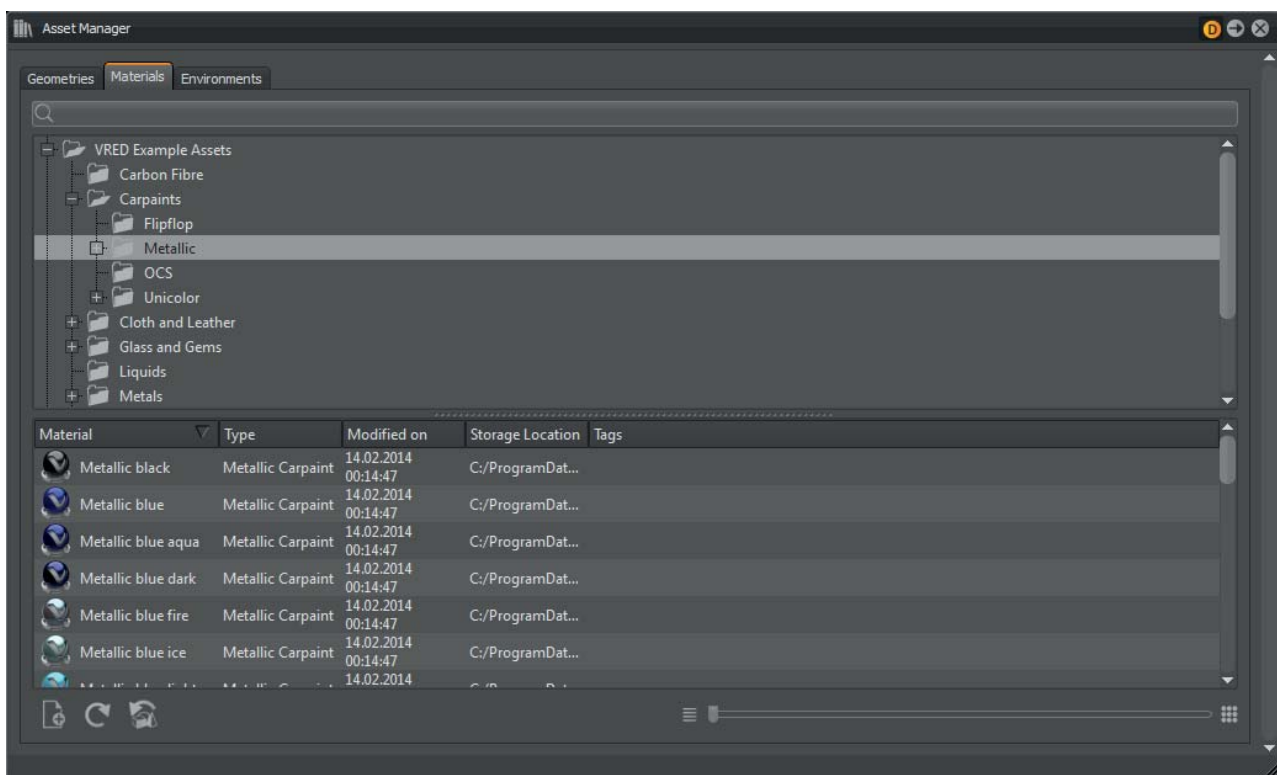 Asset Manager
D
Geometries Materials Environments
VRED Example Assets
Carbon Fibre
Carpaints
Flipflop
Metallic
OCS
Unicolor
Cloth and Leather
Glass and Gems
Liquids
Metals
Material Type Modified on Storage Location Tags
Metallic black Metallic Carpaint 14.02.2014 00:14:47 C:/ProgramDat...
Metallic blue Metallic Carpaint 14.02.2014 00:14:47 C:/ProgramDat...
Metallic blue aqua Metallic Carpaint 14.02.2014 00:14:47 C:/ProgramDat...
Metallic blue dark Metallic Carpaint 14.02.2014 00:14:47 C:/ProgramDat...
Metallic blue fire Metallic Carpaint 14.02.2014 00:14:47 C:/ProgramDat...
Metallic blue ice Metallic Carpaint 14.02.2014 00:14:47 C:/ProgramDat...
14.02.2014